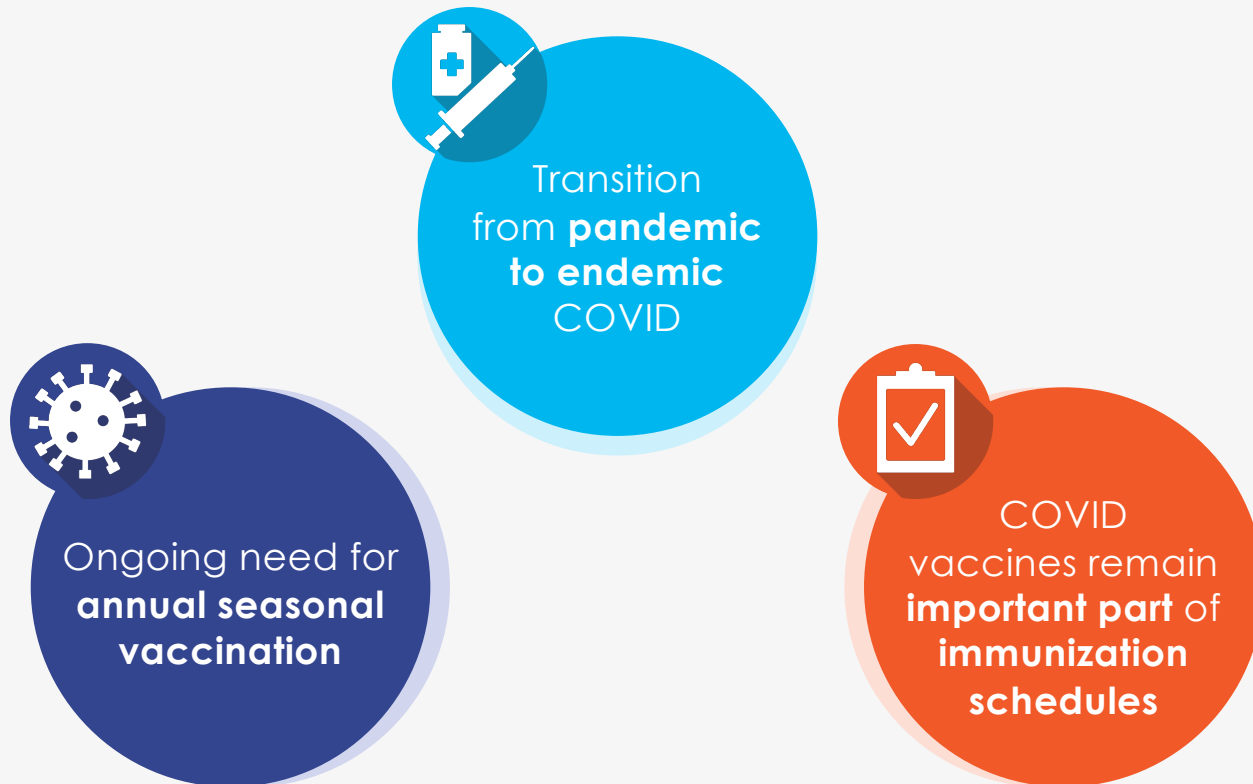 Transition
from pandemic
to endemic
COVID
Ongoing need for
annual seasonal
vaccination
COVID
vaccines remain
important part of
immunization
schedules